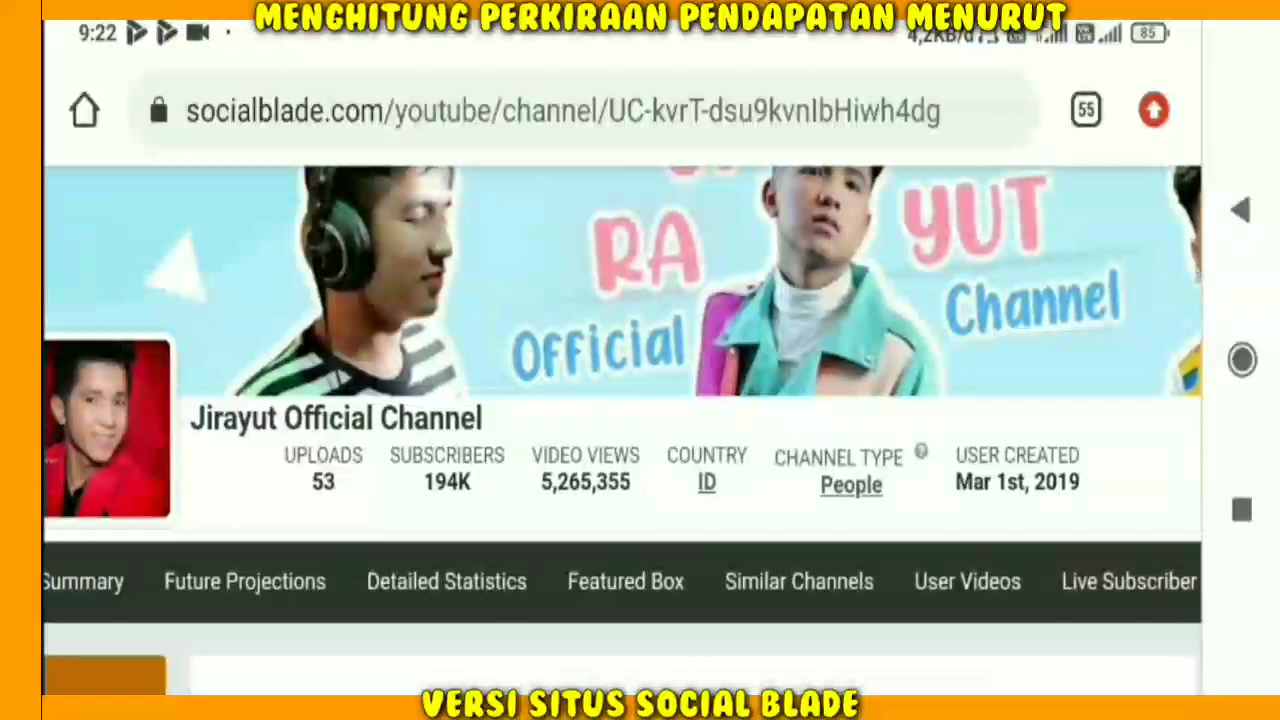 MENGHITUNG PERKIRAAN PENDAPATAN MENURUT
9:22
85
socialblade.com/youtube/channel/UC-kvrT-dsu9kvnIbHiwh4dg
55
RA
YUT
Official
Channel
Jirayut Official Channel
UPLOADS SUBSCRIBERS VIDEO VIEWS COUNTRY CHANNEL TYPE USER CREATED
53 194K 5,265,355 ID People Mar 1st, 2019
Summary Future Projections Detailed Statistics Featured Box Similar Channels User Videos Live Subscriber
VERSI SITUS SOCIAL BLADE